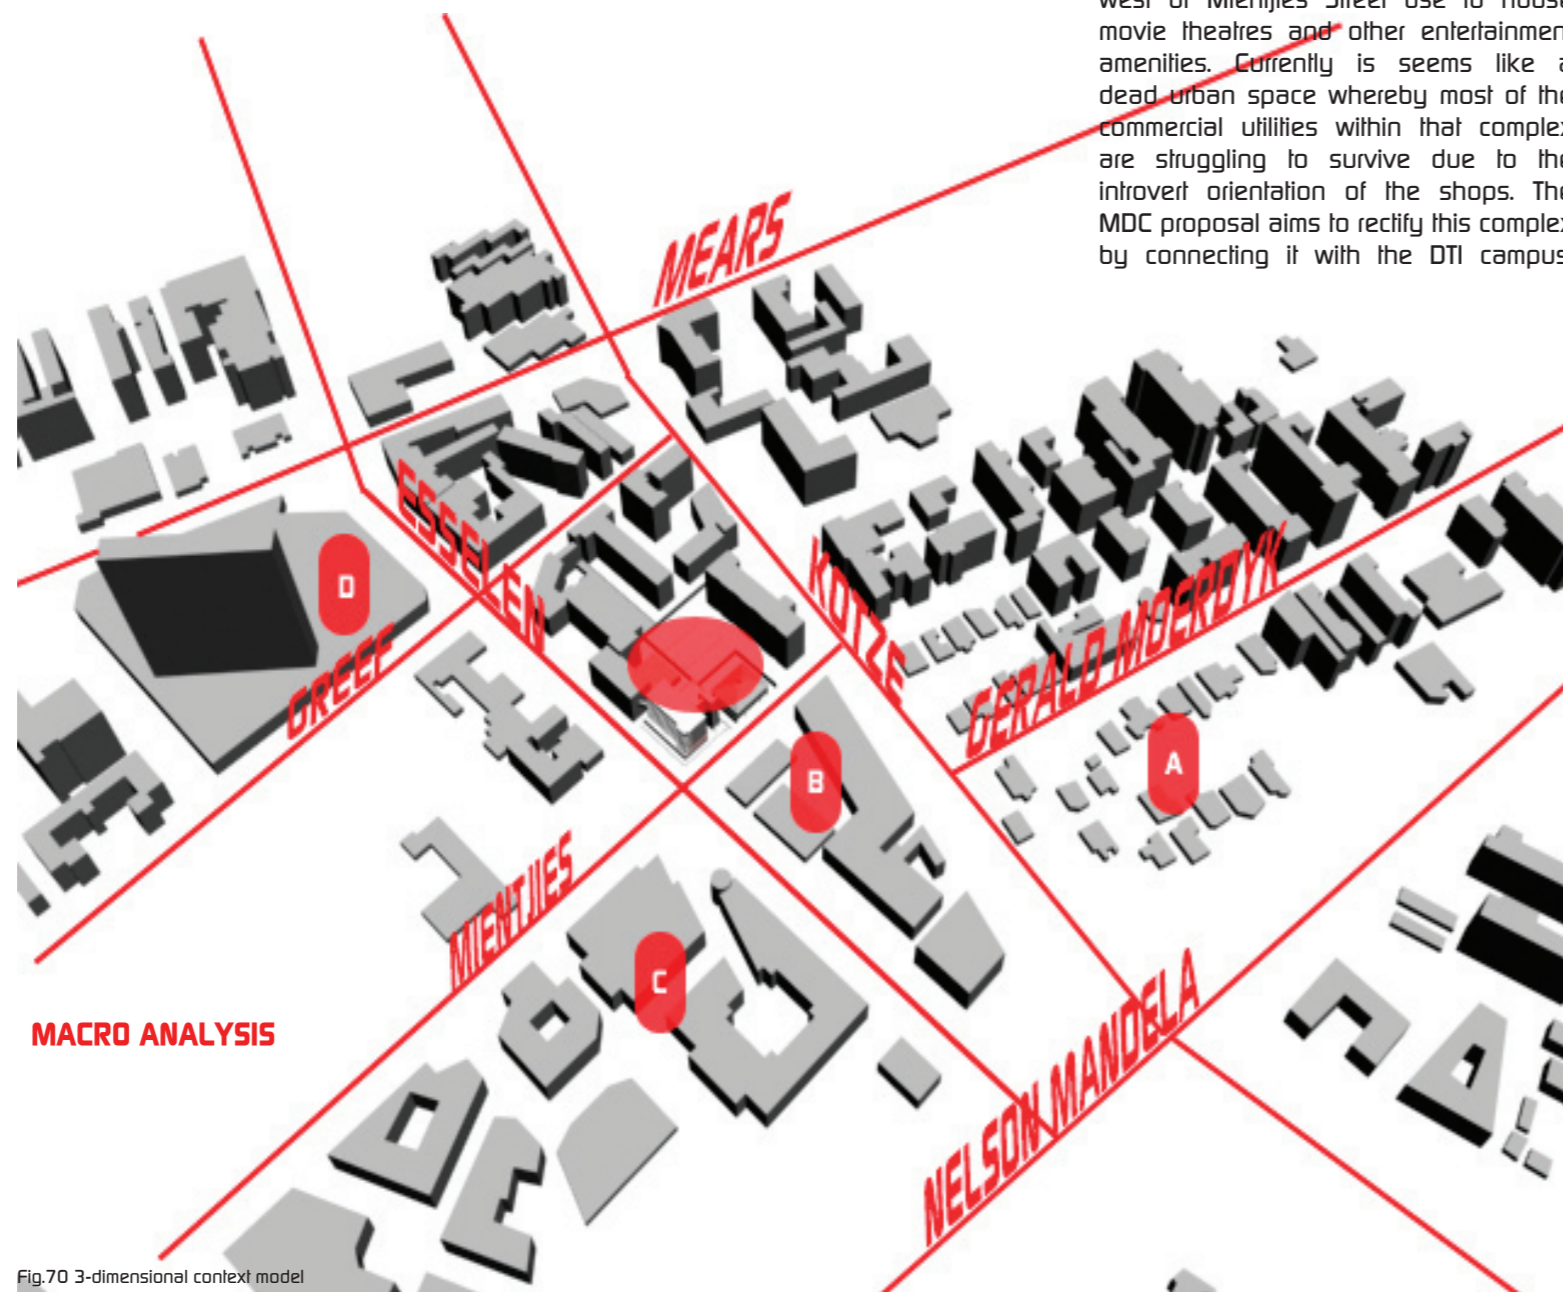 movie theatres and other entertainmen
amenities. Currently is seems like a
dead urban space whereby most of the
commercial utilities within that complex
are struggling to survive due to the
introvert orientation of the shops. The
MDC proposal aims to rectify this complex
by connecting it with the DTI campus
MEARS
ESSELEN
D
KOTZE
GERALD MOERDYK
GREEF
A
B
MIENTJIES
C
NELSON MANDELA
MACRO ANALYSIS
Fig.70 3-dimensional context model